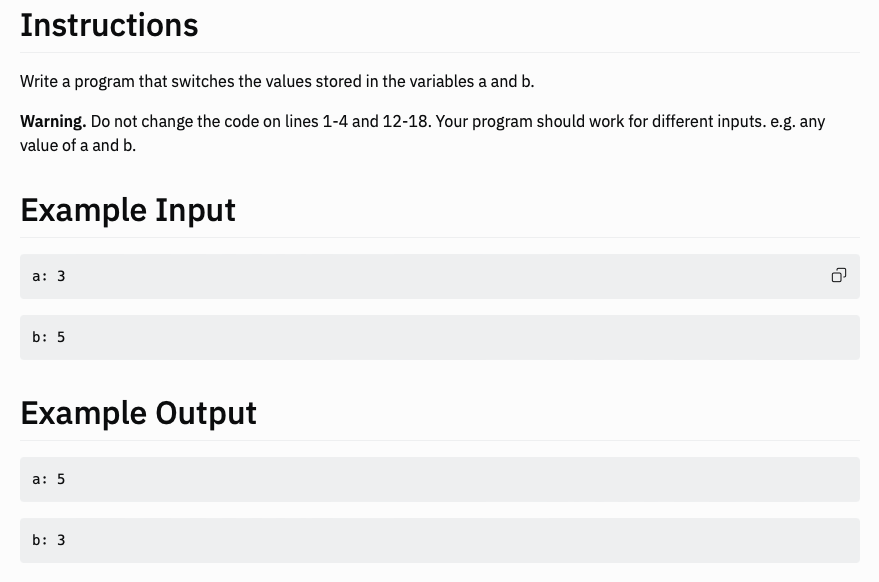 Instructions
Write a program that switches the values stored in the variables a and b.
Warning. Do not change the code on lines 1-4 and 12-18. Your program should work for different inputs. e.g. any
value of a and b.
Example Input
a: 3
b: 5
Example Output
a: 5
b: 3